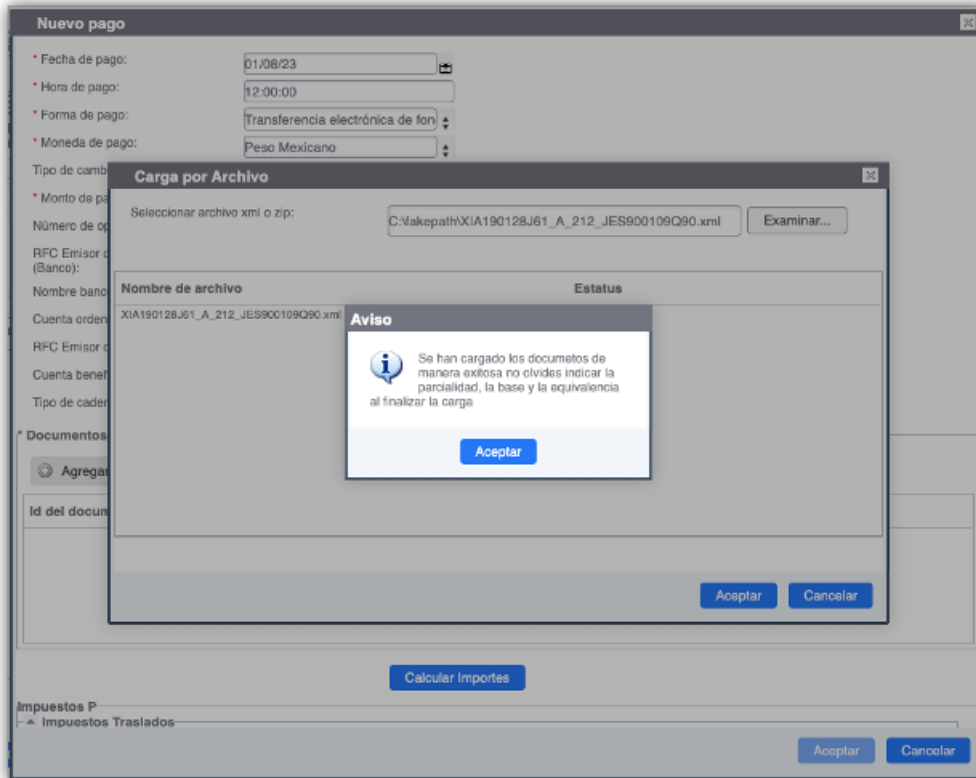 Nuevo pago
* Fecha de pago:
01/08/23
* Hora de pago:
12:00:00
* Forma de pago:
Transferencia electrónica de fon
* Moneda de pago:
Peso Mexicano
Tipo de camb
Carga por Archivo
* Monto de pa
Seleccionar archivo xml o zip:
C:\fakepath\XIA190128J61_A_212_JES900109Q90.xml
Examinar...
Número de op
RFC Emisor d
(Banco):
Nombre banc
Nombre de archivo
Estatus
Cuenta orden
XIA190128J61_A_212_JES900109Q90.xml
Aviso
RFC Emisor d
Se han cargado los documetos de
manera exitosa no olvides indicar la
parcialidad, la base y la equivalencia
al finalizar la carga
Cuenta benef
Tipo de cader
* Documentos
Aceptar
Agregar
Id del docum
Aceptar
Cancelar
Calcular Importes
Impuestos P
Impuestos Traslados
Aceptar
Cancelar